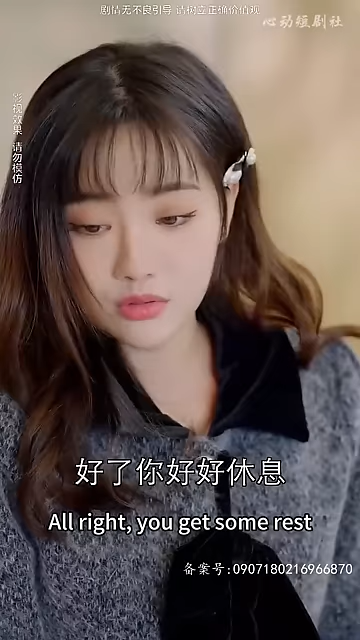 剧情无不良引导 请树立正确价值观
心动短剧社
影视效果 请勿模仿
好了你好好休息
All right, you get some rest
备案号:0907180216966870